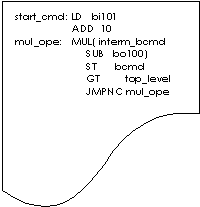 start_cmd: LD bi101
ADD 10
mul_ope: MUL( interm_bcmd
SUB bo100)
ST bcmd
GT top_level
JMPNC mul_ope